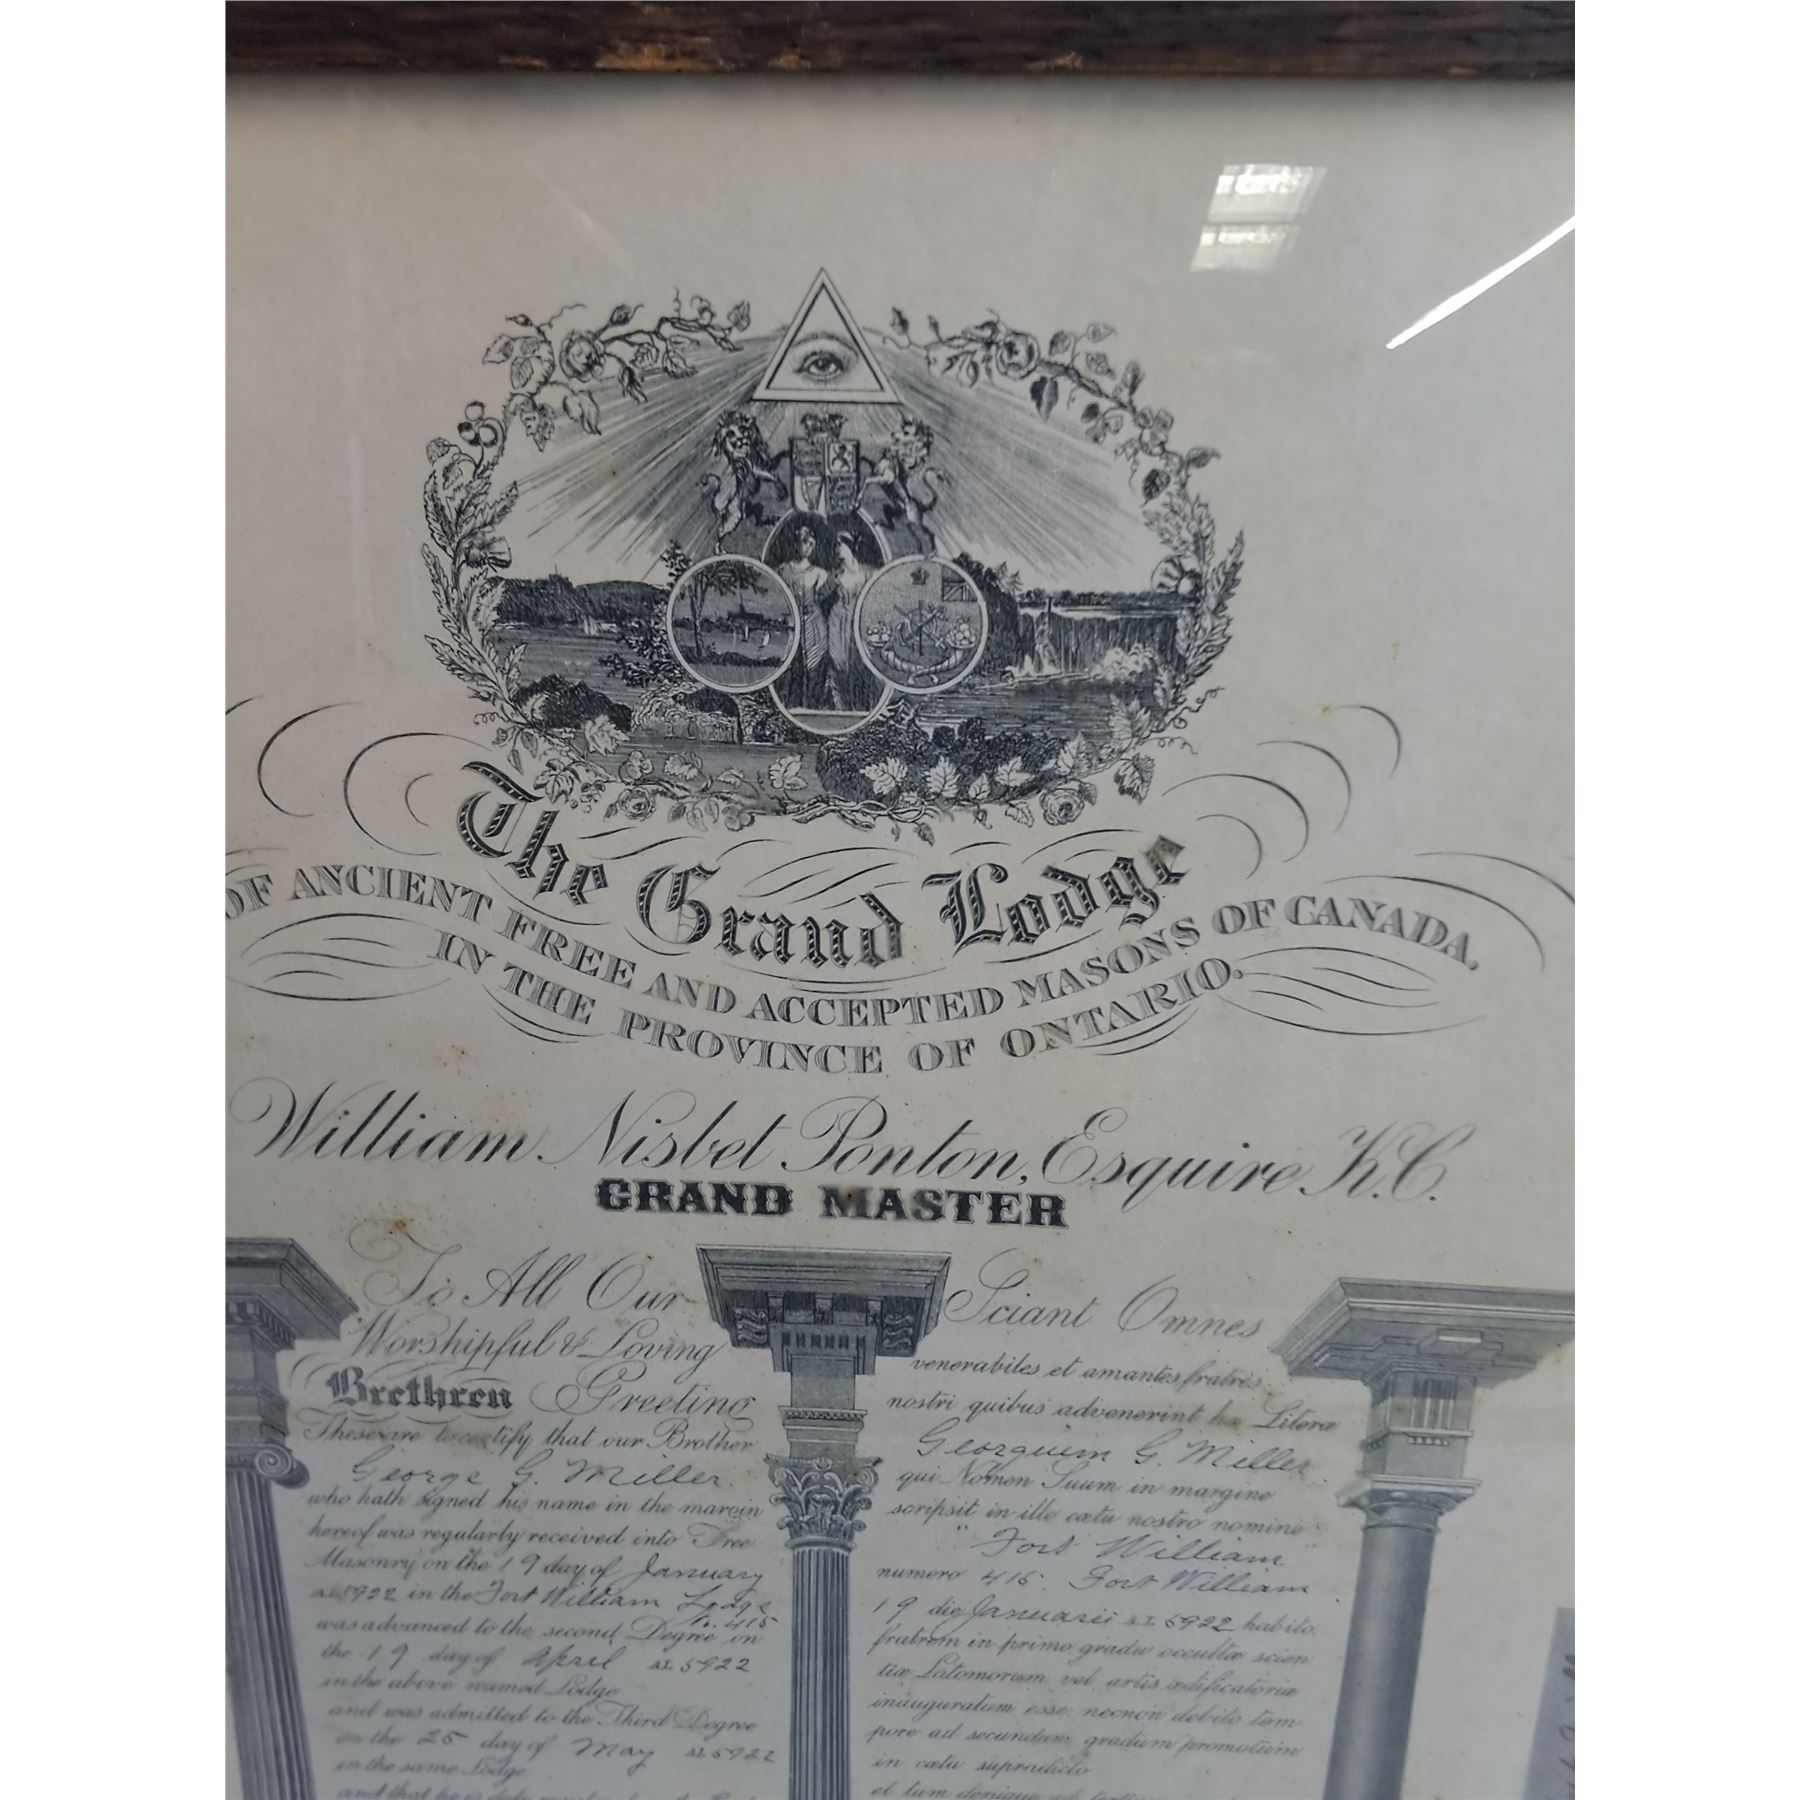 The Grand Lodge
OF ANCIENT FREE AND ACCEPTED MASONS OF CANADA,
IN THE PROVINCE OF ONTARIO.
William Nisbet Ponton, Esquire K.C.
GRAND MASTER
To All Our
Worshipful & Loving
Brethren Greeting
These are to certify that our Brother
George G. Miller
who hath signed his name in the margin
hereof was regularly received into Free
Masonry on the 19 day of January
A.L. 5922 in the Fort William Lodge
No. 415
was advanced to the second Degree on
the 19 day of April A.L. 5922
in the above named Lodge
and was admitted to the Third Degree
on the 25 day of May A.L. 5922
in the same Lodge
Sciant Omnes
venerabiles et amantes fratres
nostri quibus advenerint hæ Literæ
Georguim G. Miller
qui Nomen Suum in margine
scripsit in illo cœtu nostro nomine
"Fort William"
numero 415. Fort William
19 die Januarii A.L. 5922 habito
fratrem in primo gradu occultæ scien
tiæ Latomorum vel artis ædificatoriæ
inauguratum esse, necnon debito tem
pore ad secundum gradium promotum
in cœtu supradicto
et tum denique